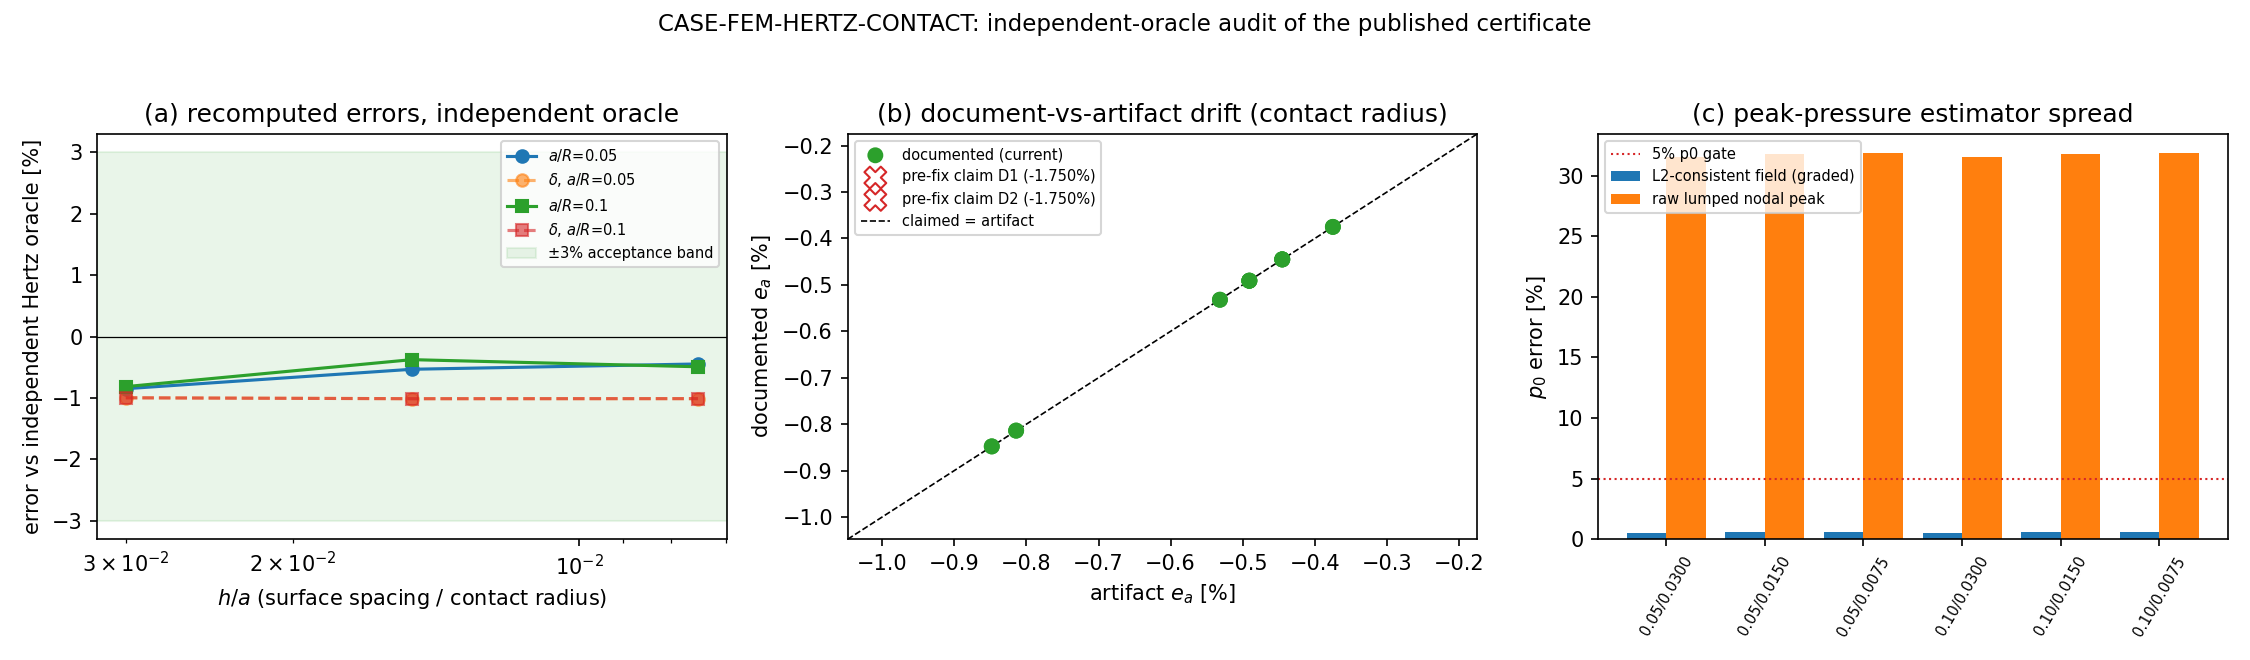 CASE-FEM-HERTZ-CONTACT: independent-oracle audit of the published certificate
(a) recomputed errors, independent oracle
error vs independent Hertz oracle [%]
3
2
1
0
−1
−2
−3
a/R=0.05
δ, a/R=0.05
a/R=0.1
δ, a/R=0.1
±3% acceptance band
3 × 10⁻²
2 × 10⁻²
10⁻²
h/a (surface spacing / contact radius)
(b) document-vs-artifact drift (contact radius)
documented eₐ [%]
−0.2
−0.3
−0.4
−0.5
−0.6
−0.7
−0.8
−0.9
−1.0
documented (current)
pre-fix claim D1 (-1.750%)
pre-fix claim D2 (-1.750%)
claimed = artifact
−1.0
−0.9
−0.8
−0.7
−0.6
−0.5
−0.4
−0.3
−0.2
artifact eₐ [%]
(c) peak-pressure estimator spread
p₀ error [%]
30
25
20
15
10
5
0
5% p0 gate
L2-consistent field (graded)
raw lumped nodal peak
0.05/0.0300
0.05/0.0150
0.05/0.0075
0.10/0.0300
0.10/0.0150
0.10/0.0075